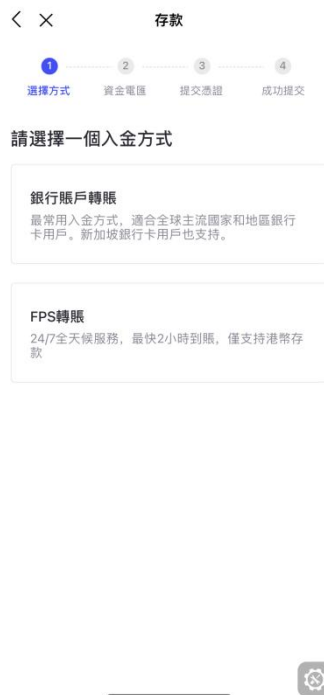 存款
1 2 3 4
選擇方式 資金電匯 提交憑證 成功提交
請選擇一個入金方式
銀行賬戶轉賬
最常用入金方式，適合全球主流國家和地區銀行
卡用戶。新加坡銀行卡用戶也支持。
FPS轉賬
24/7全天候服務，最快2小時到賬，僅支持港幣存
款